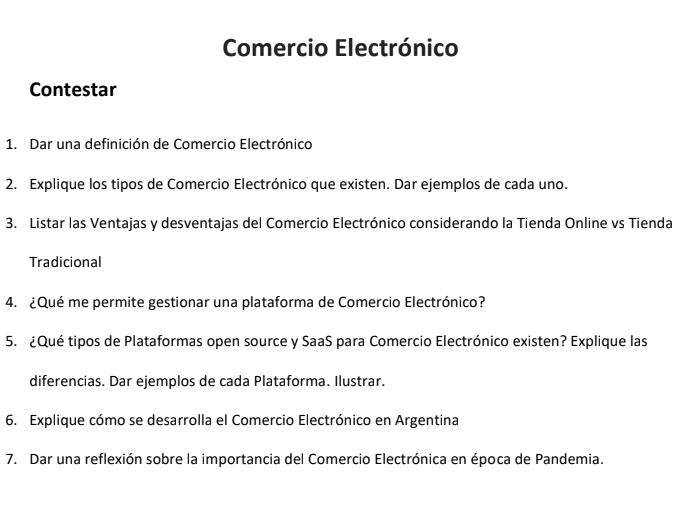 Comercio Electrónico
Contestar
1. Dar una definición de Comercio Electrónico
2. Explique los tipos de Comercio Electrónico que existen. Dar ejemplos de cada uno.
3. Listar las Ventajas y desventajas del Comercio Electrónico considerando la Tienda Online vs Tienda
Tradicional
4. ¿Qué me permite gestionar una plataforma de Comercio Electrónico?
5. ¿Qué tipos de Plataformas open source y SaaS para Comercio Electrónico existen? Explique las
diferencias. Dar ejemplos de cada Plataforma. Ilustrar.
6. Explique cómo se desarrolla el Comercio Electrónico en Argentina
7. Dar una reflexión sobre la importancia del Comercio Electrónica en época de Pandemia.